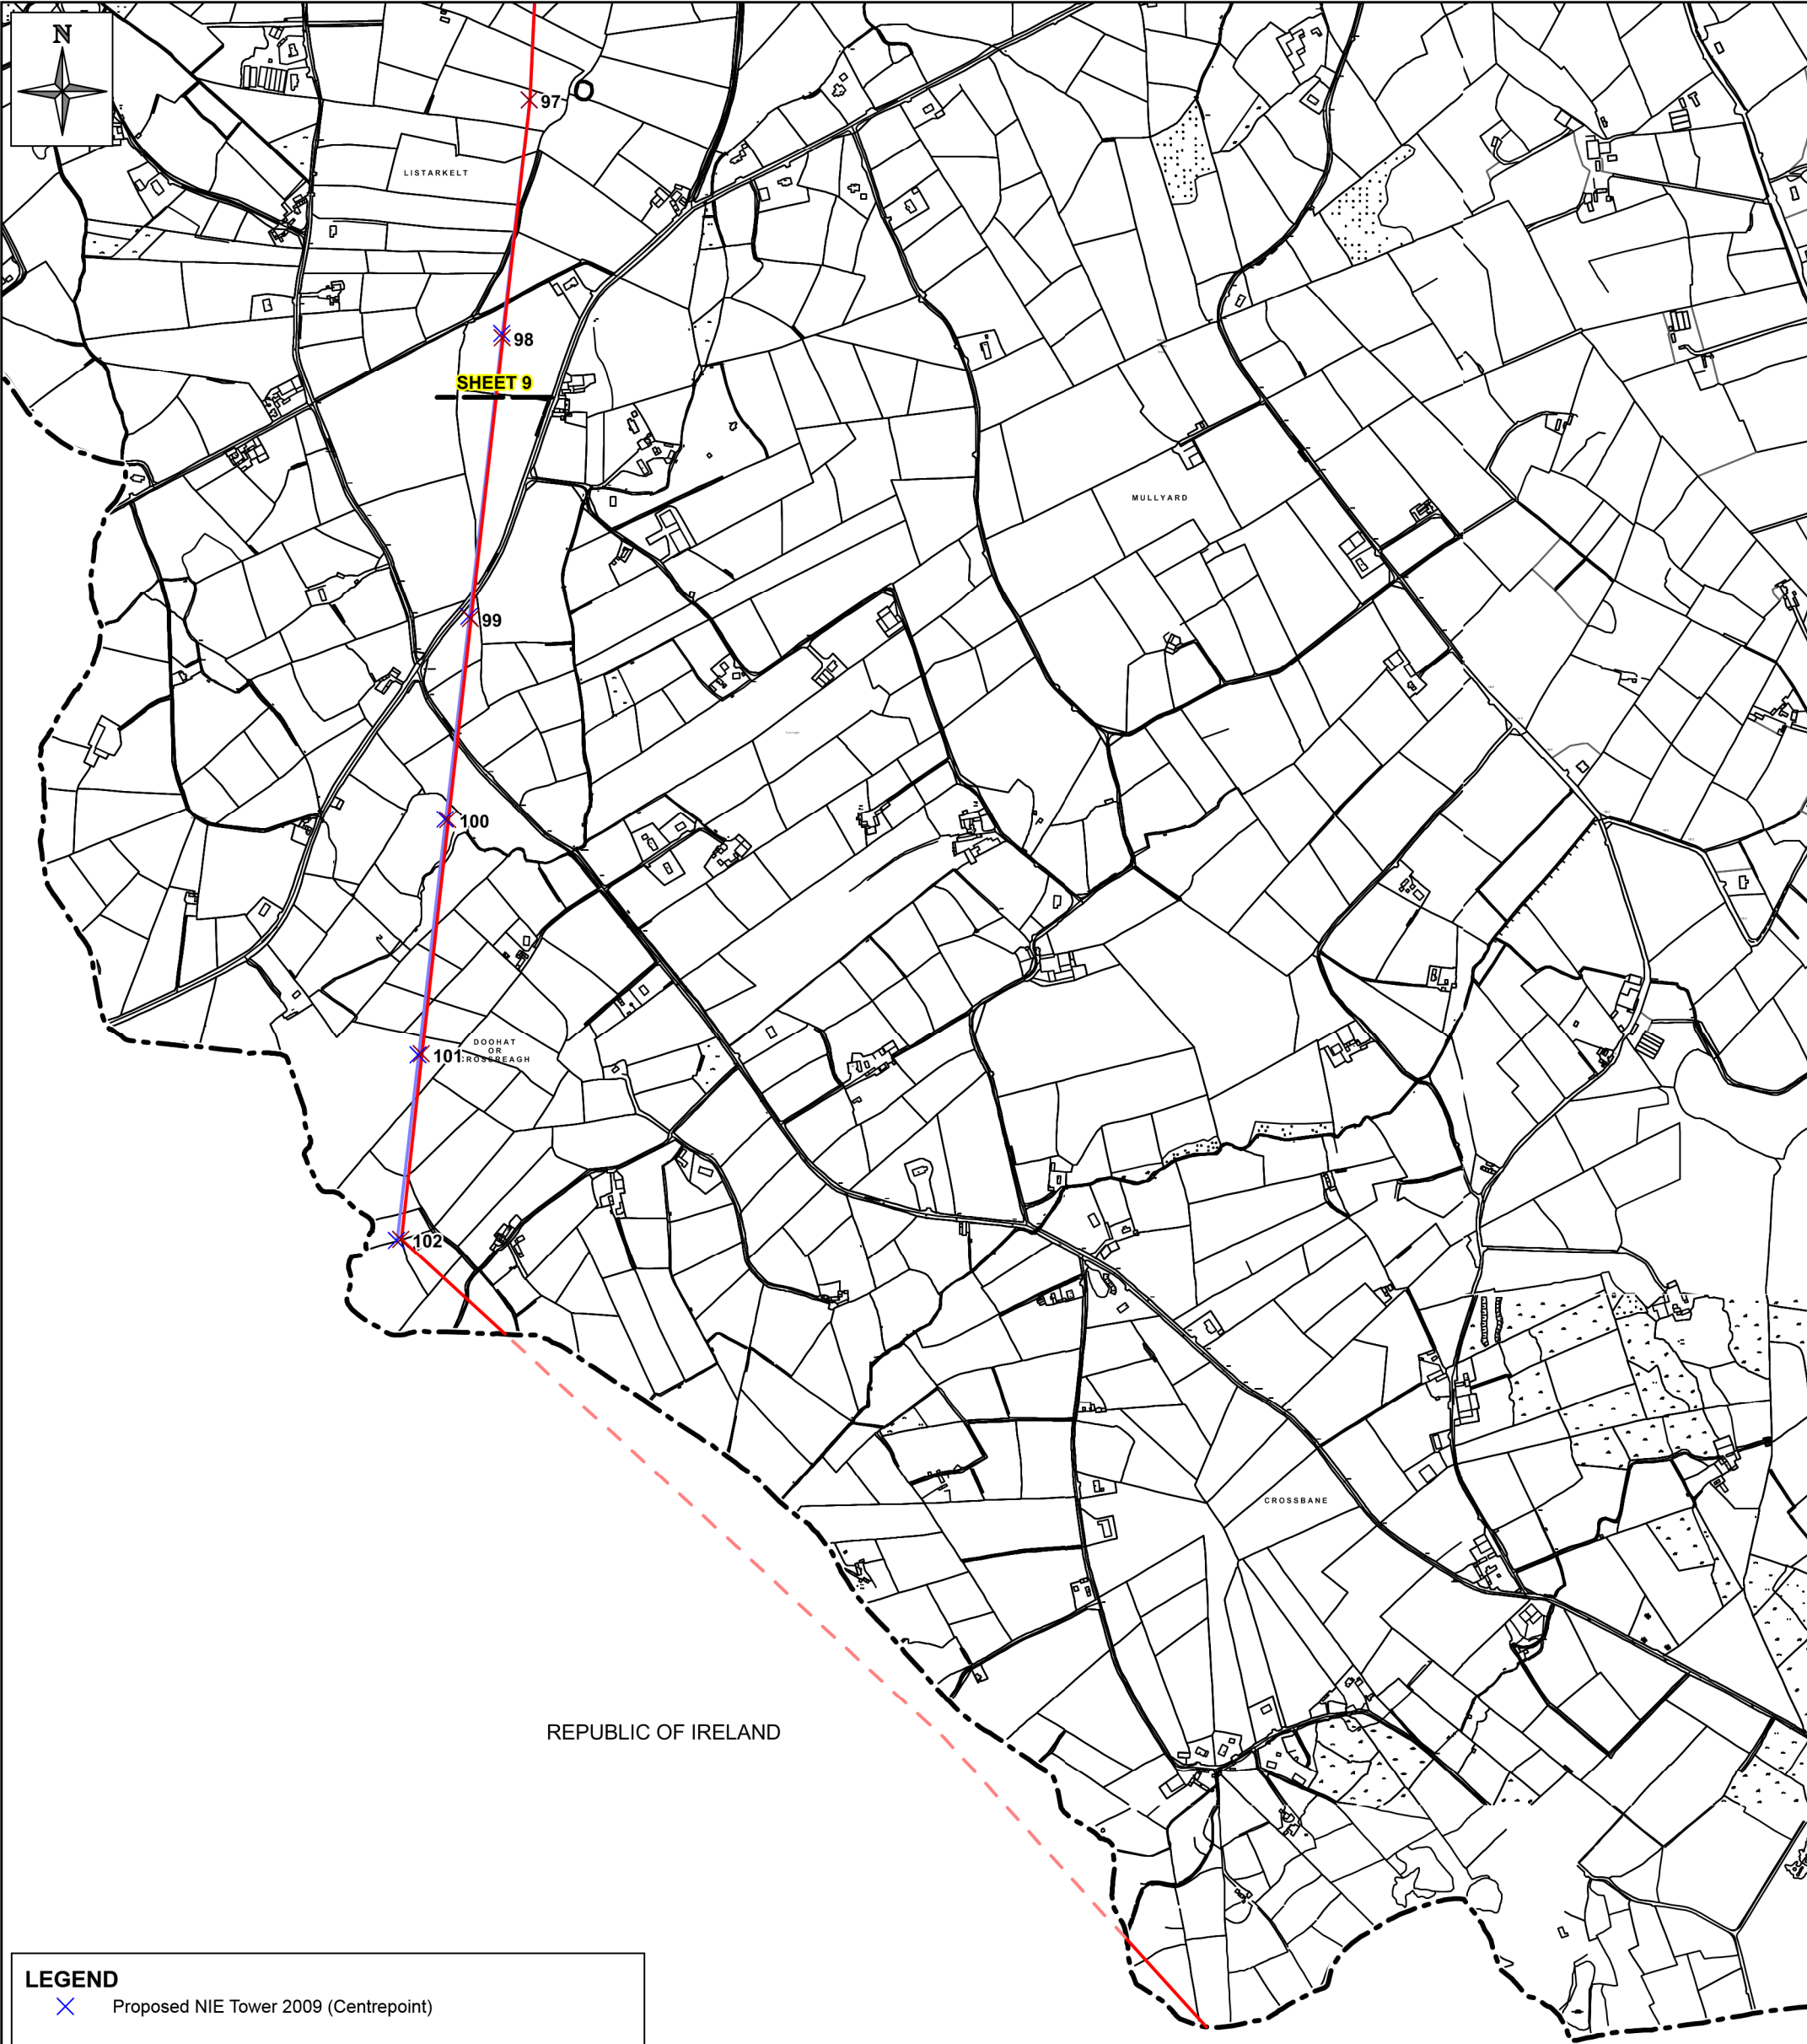 N
97
LISTARKELT
98
SHEET 9
MULLYARD
99
100
DOOHAT
OR
CROSSREAGH
101
102
CROSSBANE
REPUBLIC OF IRELAND
LEGEND
Proposed NIE Tower 2009 (Centrepoint)